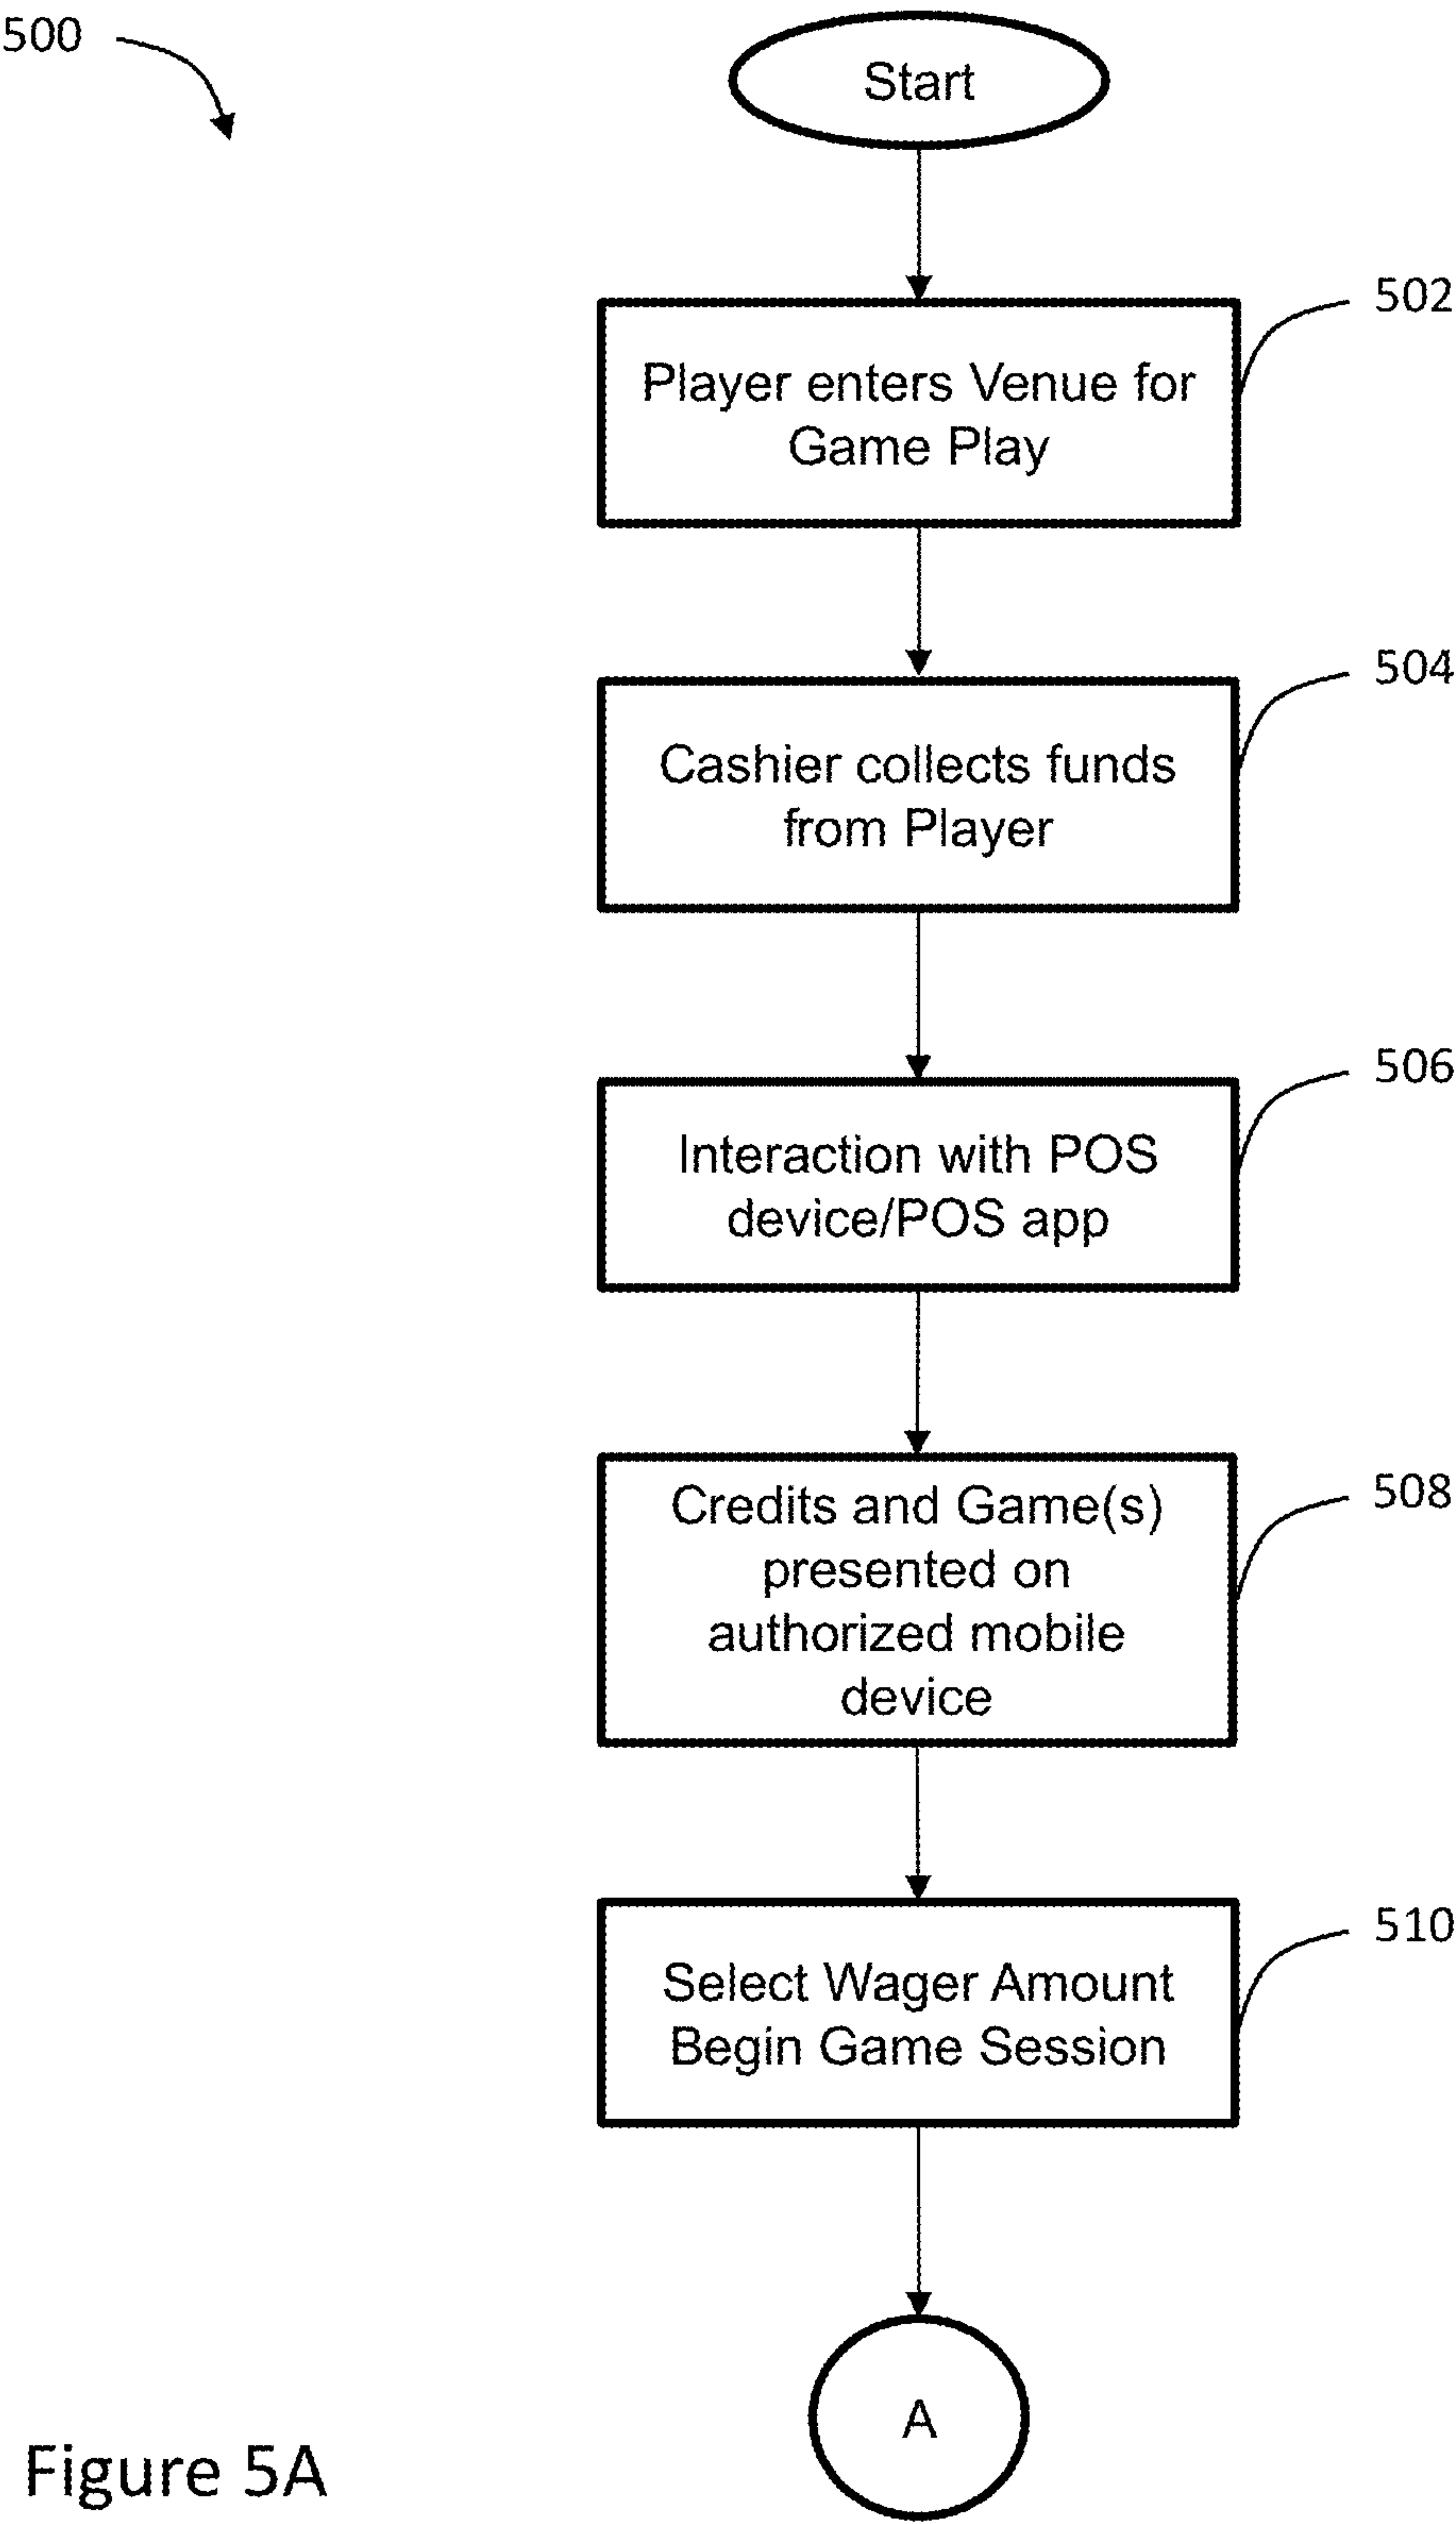 500
Start
502
Player enters Venue for
Game Play
504
Cashier collects funds
from Player
506
Interaction with POS
device/POS app
508
Credits and Game(s)
presented on
authorized mobile
device
510
Select Wager Amount
Begin Game Session
A
Figure 5A